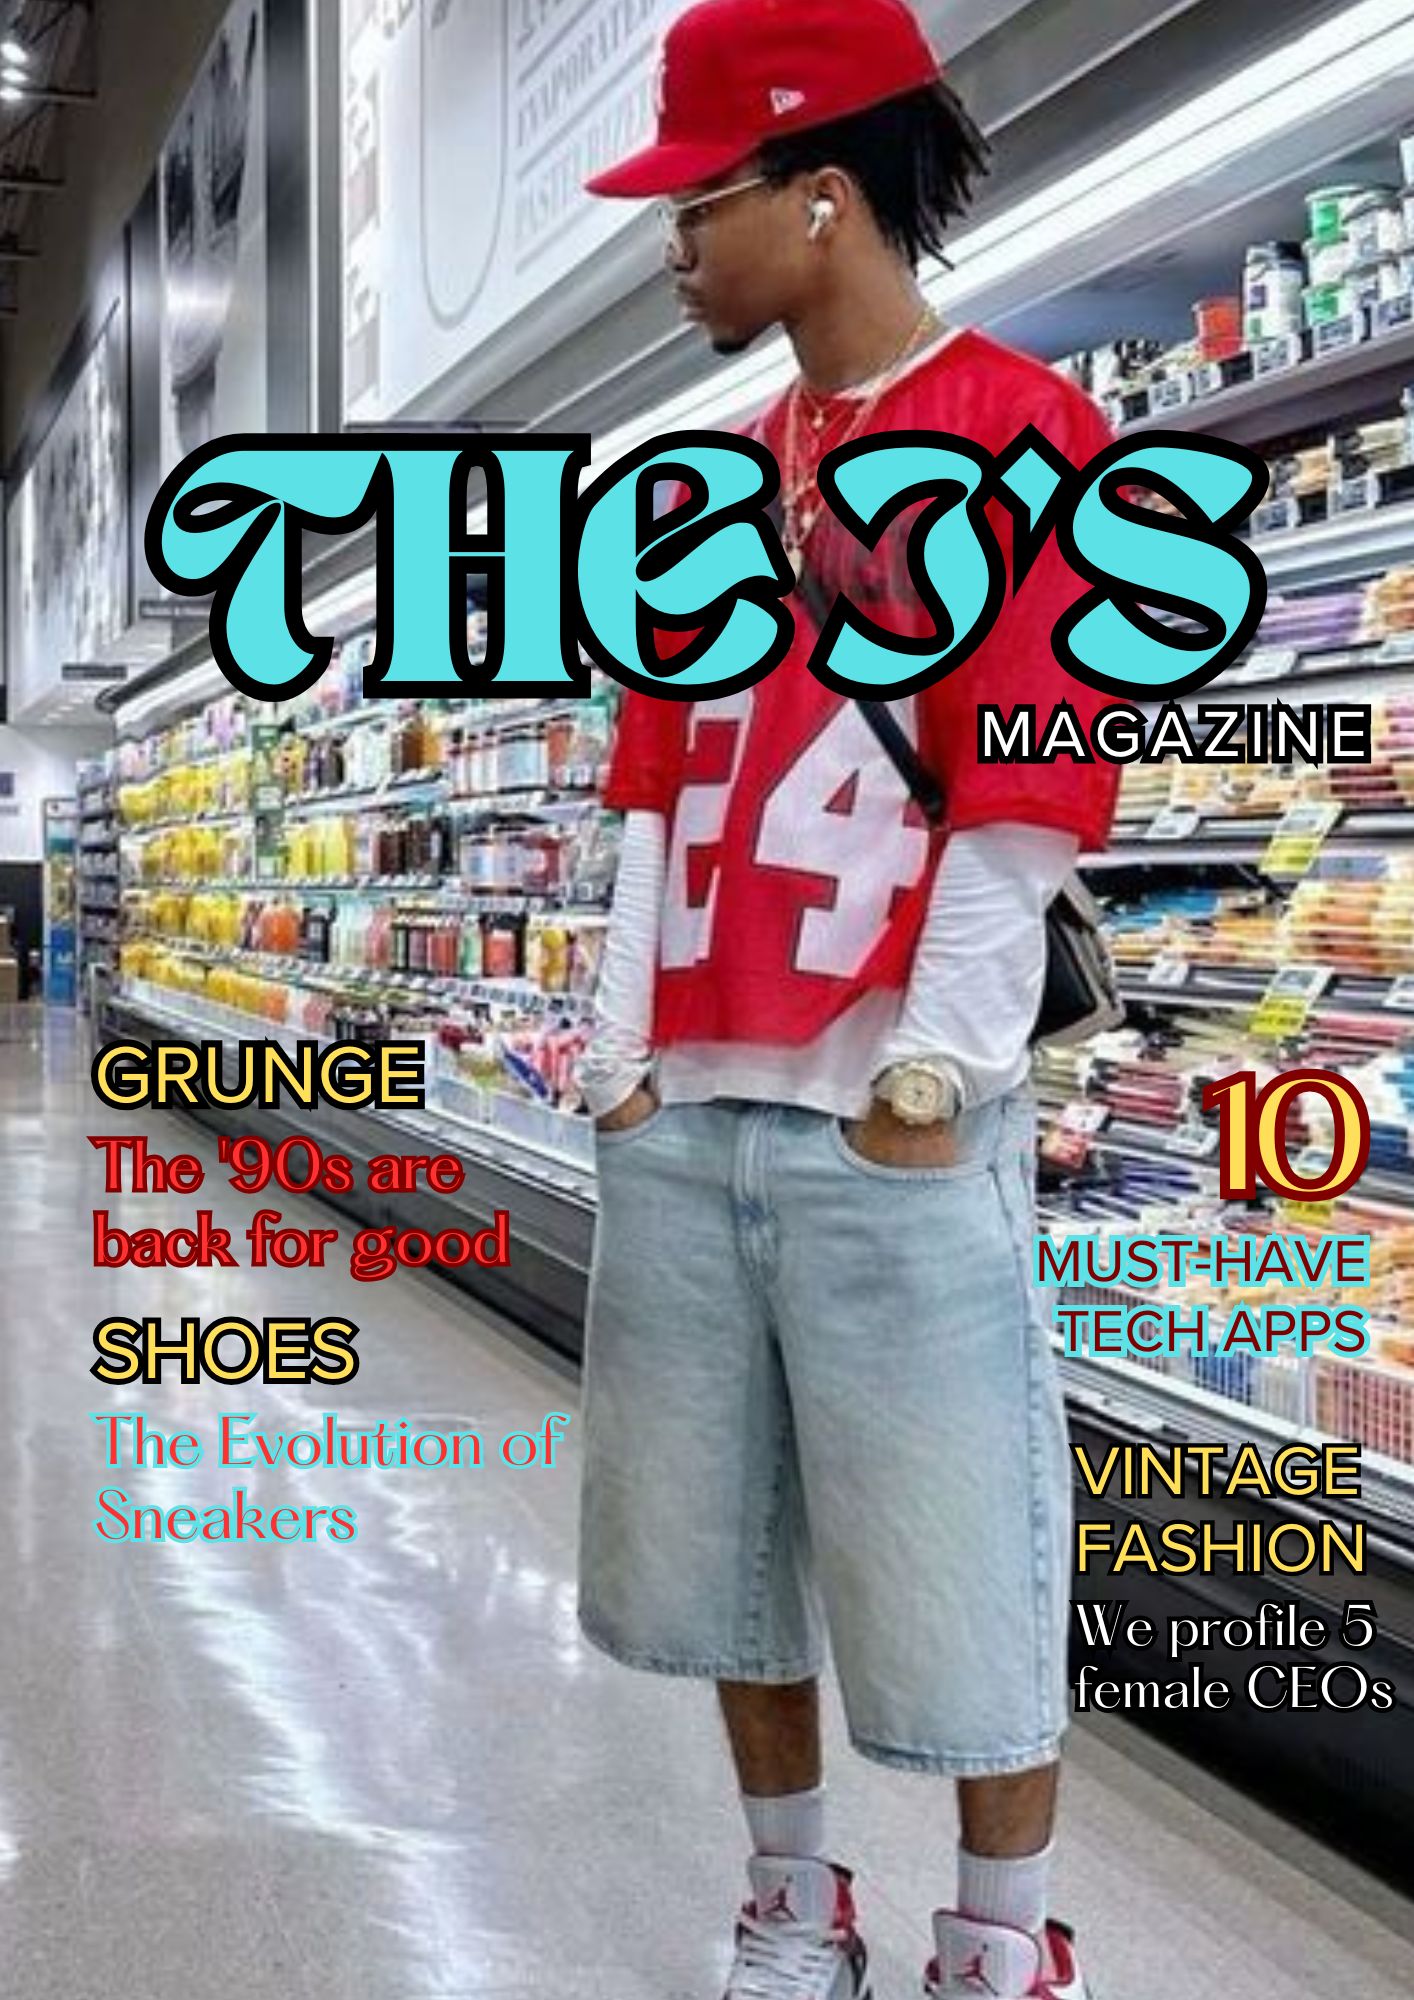 THE J'S
MAGAZINE
24
GRUNGE
The '90s are
back for good
SHOES
The Evolution of
Sneakers
10
MUST-HAVE
TECH APPS
VINTAGE
FASHION
We profile 5
female CEOs